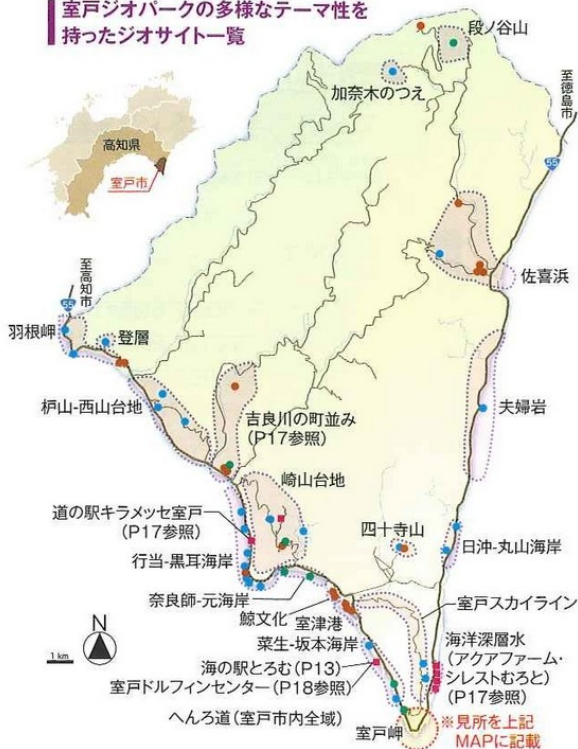 室戸ジオパークの多様なテーマ性を
持ったジオサイト一覧
段ノ谷山
加奈木のつえ
至徳島市
高知県
室戸市
55
佐喜浜
至高知市
55
羽根岬
登層
枦山-西山台地
夫婦岩
吉良川の町並み
(P17参照)
崎山台地
道の駅キラメッセ室戸
(P17参照)
四十寺山
行当-黒耳海岸
日沖-丸山海岸
奈良師-元海岸
室戸スカイライン
鯨文化
室津港
N
1 km
菜生-坂本海岸
海洋深層水
(アクアファーム・
シレストむろと)
(P17参照)
海の駅とろむ(P13)
室戸ドルフィンセンター(P18参照)
へんろ道(室戸市内全域)
室戸岬
※見所を上記
MAPに記載